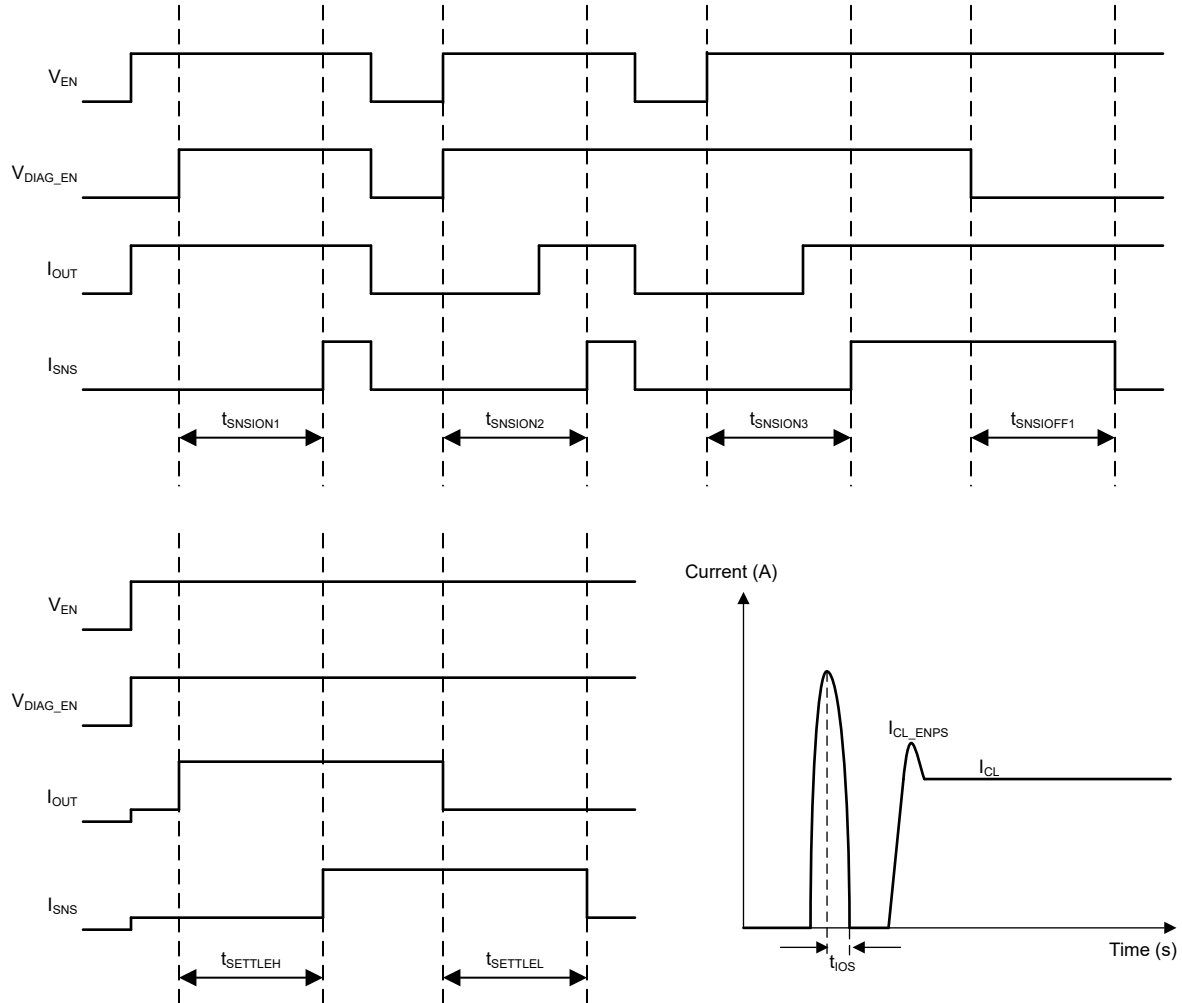 V_EN
V_DIAG_EN
I_OUT
I_SNS
t_SNSION1 t_SNSION2 t_SNSION3 t_SNSIOFF1
V_EN
V_DIAG_EN
I_OUT
I_SNS
t_SETTLEH t_SETTLEL
Current (A)
I_CL_ENPS
I_CL
Time (s)
t_IOS